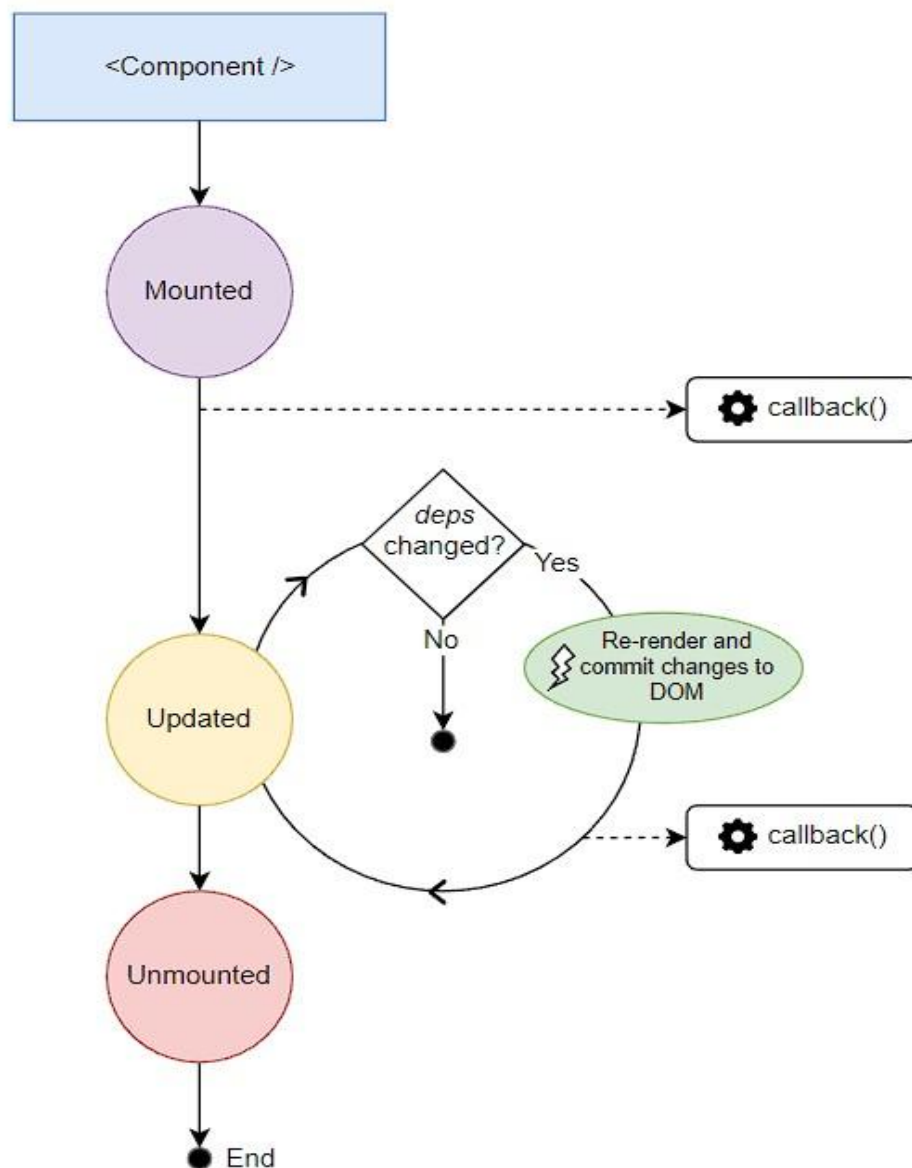 <Component />
Mounted
callback()
deps
changed?
Yes
No
Re-render and
commit changes to
DOM
Updated
callback()
Unmounted
End